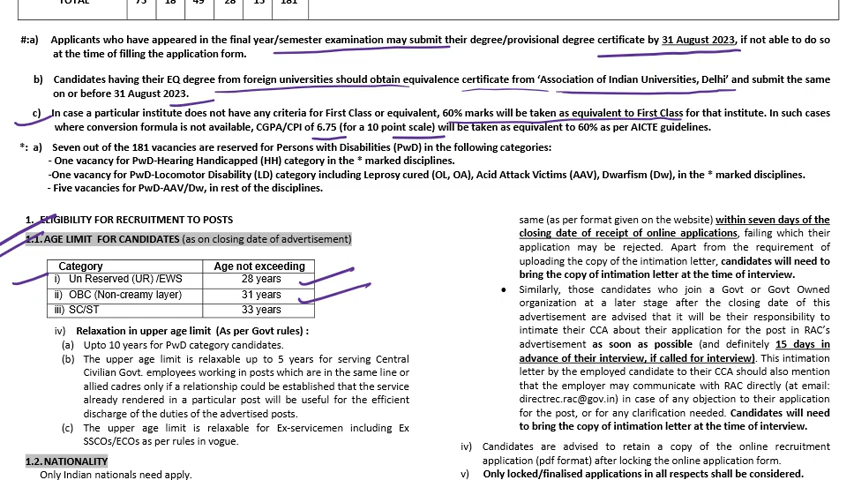 TOTAL 73 18 49 28 13 181
#:a) Applicants who have appeared in the final year/semester examination may submit their degree/provisional degree certificate by 31 August 2023, if not able to do so
at the time of filling the application form.
b) Candidates having their EQ degree from foreign universities should obtain equivalence certificate from 'Association of Indian Universities, Delhi' and submit the same
on or before 31 August 2023.
c) In case a particular institute does not have any criteria for First Class or equivalent, 60% marks will be taken as equivalent to First Class for that institute. In such cases
where conversion formula is not available, CGPA/CPI of 6.75 (for a 10 point scale) will be taken as equivalent to 60% as per AICTE guidelines.
*: a) Seven out of the 181 vacancies are reserved for Persons with Disabilities (PwD) in the following categories:
- One vacancy for PwD-Hearing Handicapped (HH) category in the * marked disciplines.
-One vacancy for PwD-Locomotor Disability (LD) category including Leprosy cured (OL, OA), Acid Attack Victims (AAV), Dwarfism (Dw), in the * marked disciplines.
- Five vacancies for PwD-AAV/Dw, in rest of the disciplines.
1. ELIGIBILITY FOR RECRUITMENT TO POSTS
1.1. AGE LIMIT FOR CANDIDATES (as on closing date of advertisement)
Category Age not exceeding
i) Un Reserved (UR) /EWS 28 years
ii) OBC (Non-creamy layer) 31 years
iii) SC/ST 33 years
iv) Relaxation in upper age limit (As per Govt rules) :
(a) Upto 10 years for PwD category candidates.
(b) The upper age limit is relaxable up to 5 years for serving Central
Civilian Govt. employees working in posts which are in the same line or
allied cadres only if a relationship could be established that the service
already rendered in a particular post will be useful for the efficient
discharge of the duties of the advertised posts.
(c) The upper age limit is relaxable for Ex-servicemen including Ex
SSCOs/ECOs as per rules in vogue.
1.2. NATIONALITY
Only Indian nationals need apply.
same (as per format given on the website) within seven days of the
closing date of receipt of online applications, failing which their
application may be rejected. Apart from the requirement of
uploading the copy of intimation letter, candidates will need to
bring the copy of intimation letter at the time of interview.
• Similarly, those candidates who join a Govt or Govt Owned
organization at a later stage after the closing date of this
advertisement are advised that it will be their responsibility to
intimate their CCA about their application for the post in RAC's
advertisement as soon as possible (and definitely 15 days in
advance of their interview, if called for interview). This intimation
letter by the employed candidate to their CCA should also mention
that the employer may communicate with RAC directly (at email:
directrec.rac@gov.in) in case of any objection to their application
for the post, or for any clarification needed. Candidates will need
to bring the copy of intimation letter at the time of interview.
iv) Candidates are advised to retain a copy of the online recruitment
application (pdf format) after locking the online application form.
v) Only locked/finalised applications in all respects shall be considered.